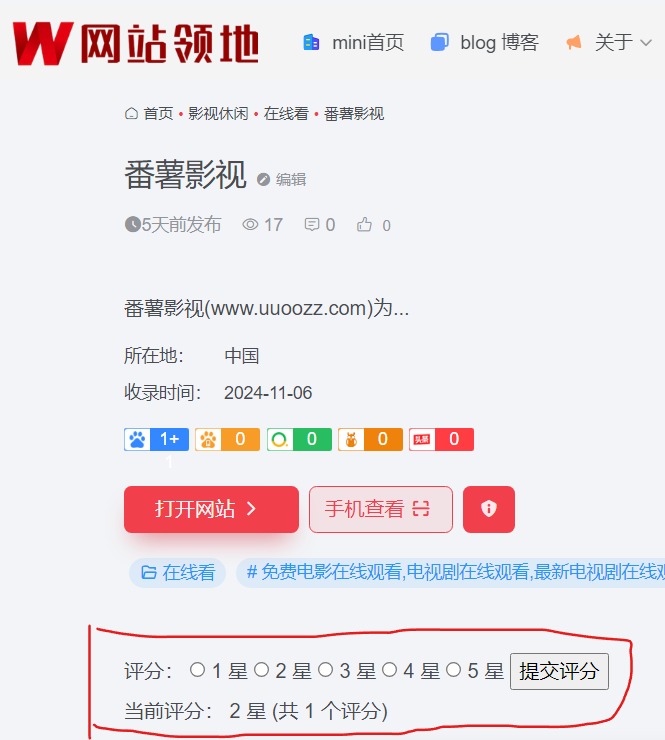 W网站领地 mini首页 blog 博客 关于
首页 • 影视休闲 • 在线看 • 番薯影视
番薯影视 编辑
5天前发布 17 0 0
番薯影视(www.uuoozz.com)为...
所在地： 中国
收录时间： 2024-11-06
1+ 0 0 0 头条 0
1
打开网站 手机查看
在线看 # 免费电影在线观看,电视剧在线观看,最新电视剧在线观
评分： 1 星 2 星 3 星 4 星 5 星 提交评分
当前评分： 2 星 (共 1 个评分)